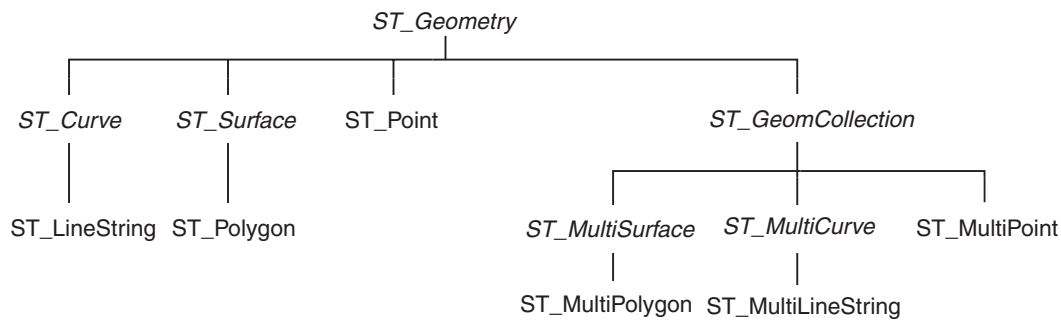 ST_Geometry
ST_Curve ST_Surface ST_Point ST_GeomCollection
ST_LineString ST_Polygon ST_MultiSurface ST_MultiCurve ST_MultiPoint
ST_MultiPolygon ST_MultiLineString